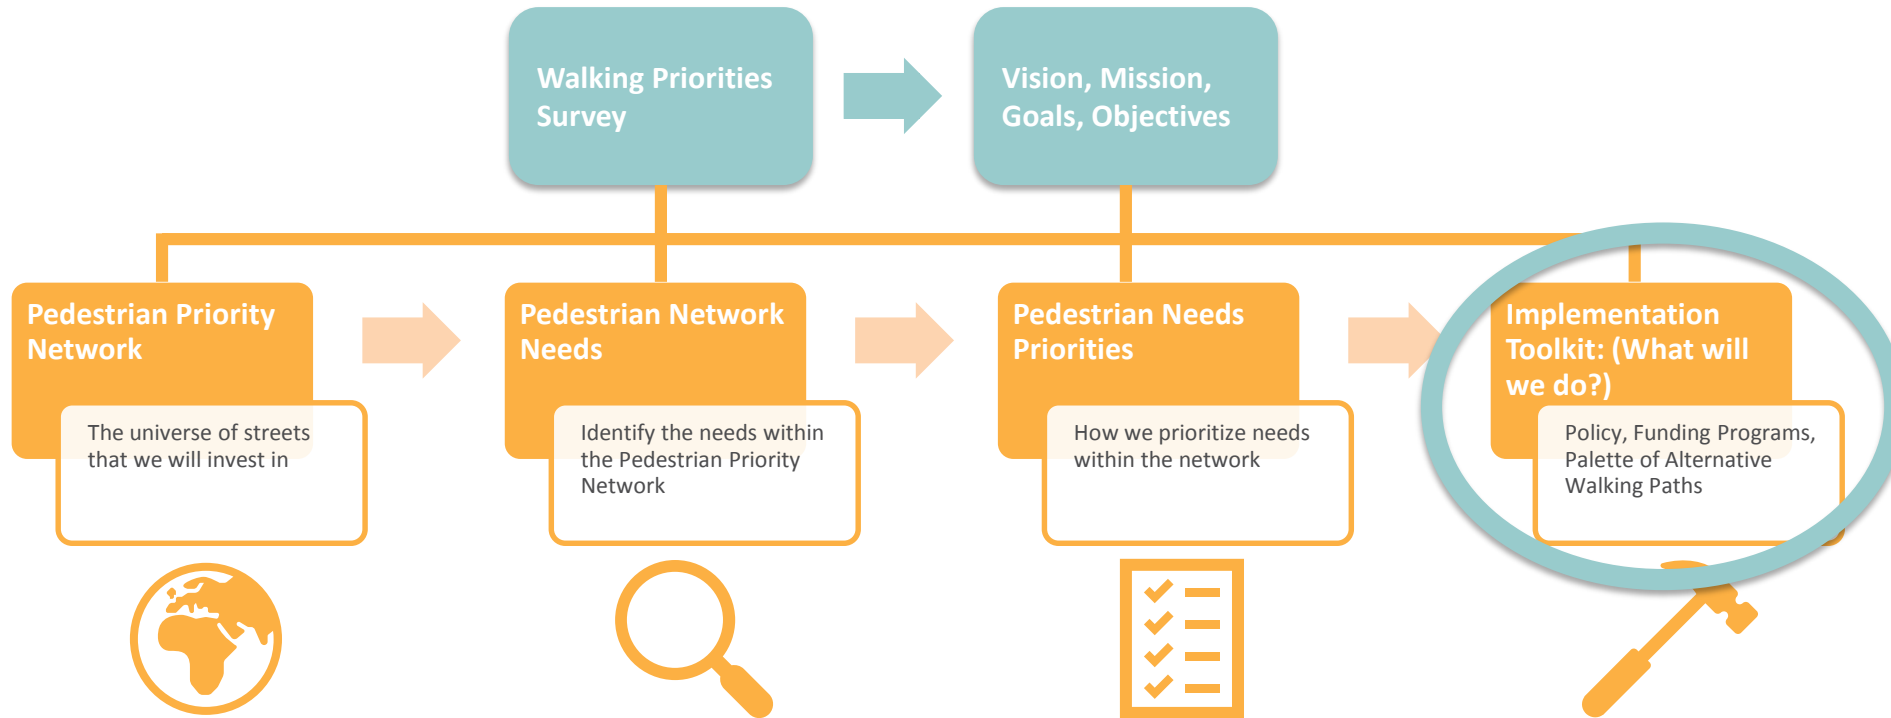 Walking Priorities
Survey
Vision, Mission,
Goals, Objectives
Pedestrian Priority
Network
The universe of streets
that we will invest in
Pedestrian Network
Needs
Identify the needs within
the Pedestrian Priority
Network
Pedestrian Needs
Priorities
How we prioritize needs
within the network
Implementation
Toolkit: (What will
we do?)
Policy, Funding Programs,
Palette of Alternative
Walking Paths